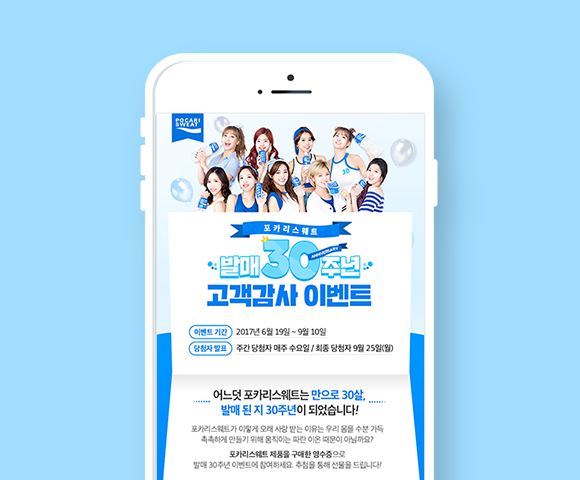 POCARI
SWEAT
30
포카리스웨트
ANNIVERSARY
발매 30주년
고객감사 이벤트
이벤트 기간 2017년 6월 19일 ~ 9월 10일
당첨자 발표 주간 당첨자 매주 수요일 / 최종 당첨자 9월 25일(월)
어느덧 포카리스웨트는 만으로 30살,
발매 된 지 30주년이 되었습니다!
포카리스웨트가 이렇게 오래 사랑 받는 이유는 우리 몸을 수분 가득
촉촉하게 만들기 위해 움직이는 파란 이온 때문이 아닐까요?
포카리스웨트 제품을 구매한 영수증으로
발매 30주년 이벤트에 참여하세요. 추첨을 통해 선물을 드립니다!